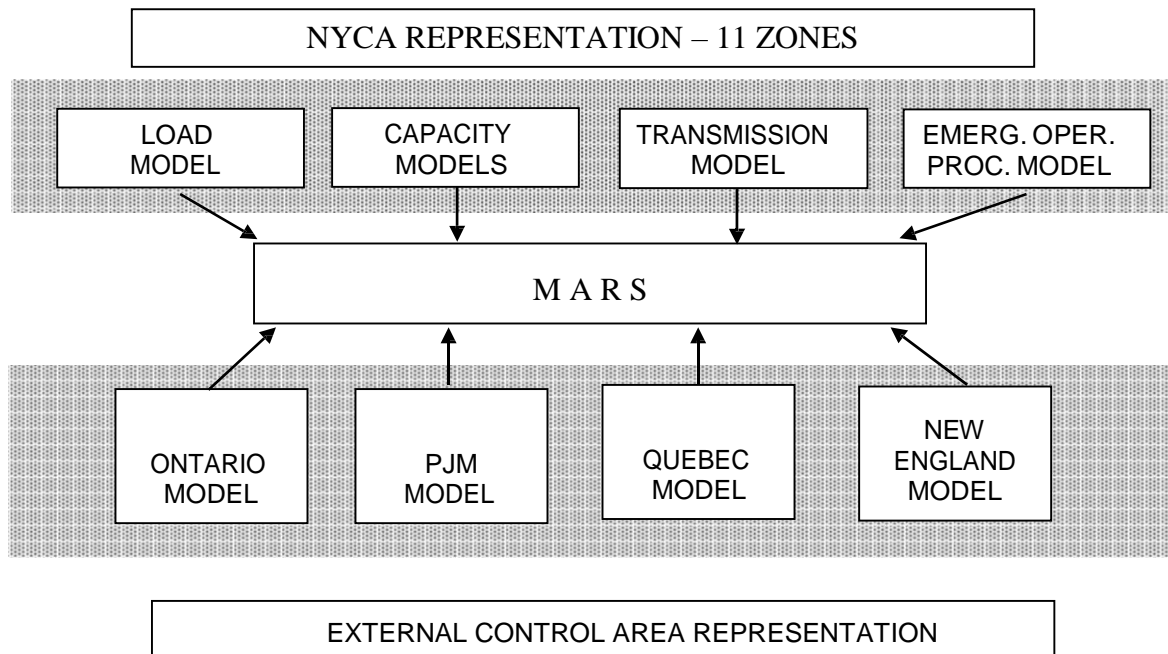 NYCA REPRESENTATION – 11 ZONES
LOAD
MODEL
CAPACITY
MODELS
TRANSMISSION
MODEL
EMERG. OPER.
PROC. MODEL
M A R S
ONTARIO
MODEL
PJM
MODEL
QUEBEC
MODEL
NEW
ENGLAND
MODEL
EXTERNAL CONTROL AREA REPRESENTATION